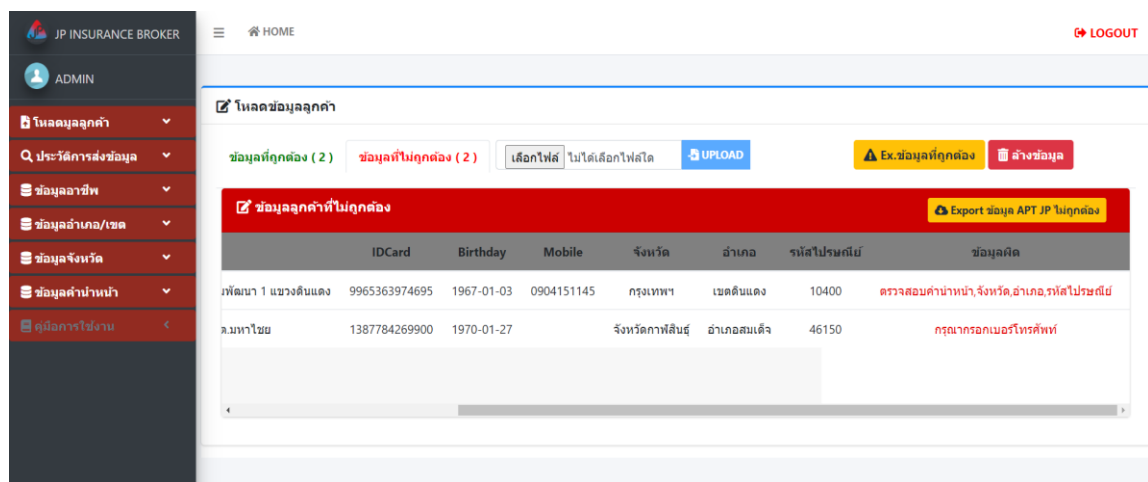 JP INSURANCE BROKER
HOME
LOGOUT
ADMIN
โหลดมูลลูกค้า
ประวัติการส่งข้อมูล
ข้อมูลอาชีพ
ข้อมูลอำเภอ/เขต
ข้อมูลจังหวัด
ข้อมูลคำนำหน้า
คู่มือการใช้งาน
โหลดข้อมูลลูกค้า
ข้อมูลที่ถูกต้อง ( 2 ) ข้อมูลที่ไม่ถูกต้อง ( 2 ) เลือกไฟล์ ไม่ได้เลือกไฟล์ใด UPLOAD Ex.ข้อมูลที่ถูกต้อง ล้างข้อมูล
ข้อมูลลูกค้าที่ไม่ถูกต้อง Export ข้อมูล APT JP ไม่ถูกต้อง
IDCard Birthday Mobile จังหวัด อำเภอ รหัสไปรษณีย์ ข้อมูลผิด
พัฒนา 1 แขวงดินแดง 9965363974695 1967-01-03 0904151145 กรุงเทพฯ เขตดินแดง 10400 ตรวจสอบคำนำหน้า,จังหวัด,อำเภอ,รหัสไปรษณีย์
ต.มหาไชย 1387784269900 1970-01-27 จังหวัดกาฬสินธุ์ อำเภอสมเด็จ 46150 กรุณากรอกเบอร์โทรศัพท์